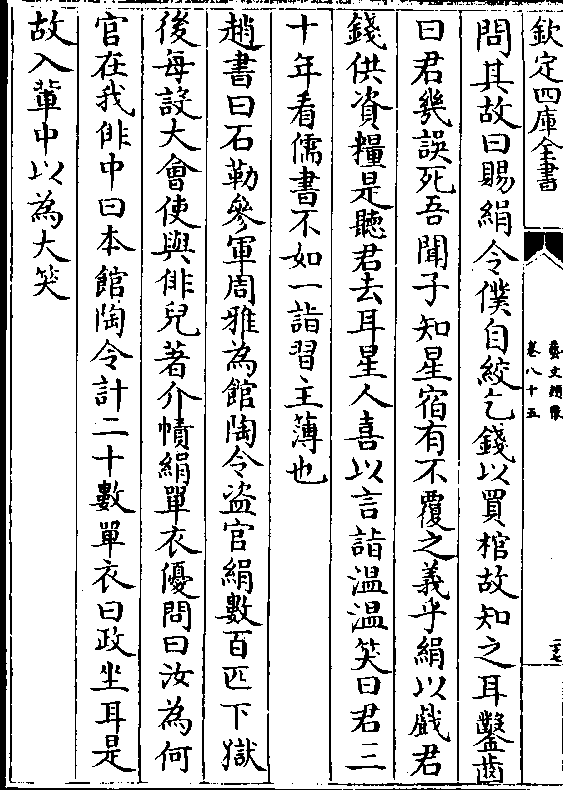 欽定四庫全書
藝文類聚
卷八十五
二十七
問其故曰賜絹令僕自絞乞錢以買棺故知之耳鑿齒
曰君幾誤死吾聞子知星宿有不覆之義乎絹以戲君
錢供資糧是聽君去耳星人喜以言詣温温笑曰君三
十年看儒書不如一詣習主薄也
趙書曰石勒參軍周雅為館陶令盗官絹數百匹下獄
後每設大會使與俳兒著介幘絹單衣優問曰汝為何
官在我俳中曰本館陶令計二十數單衣曰政坐耳是
故入輩中以為大笑